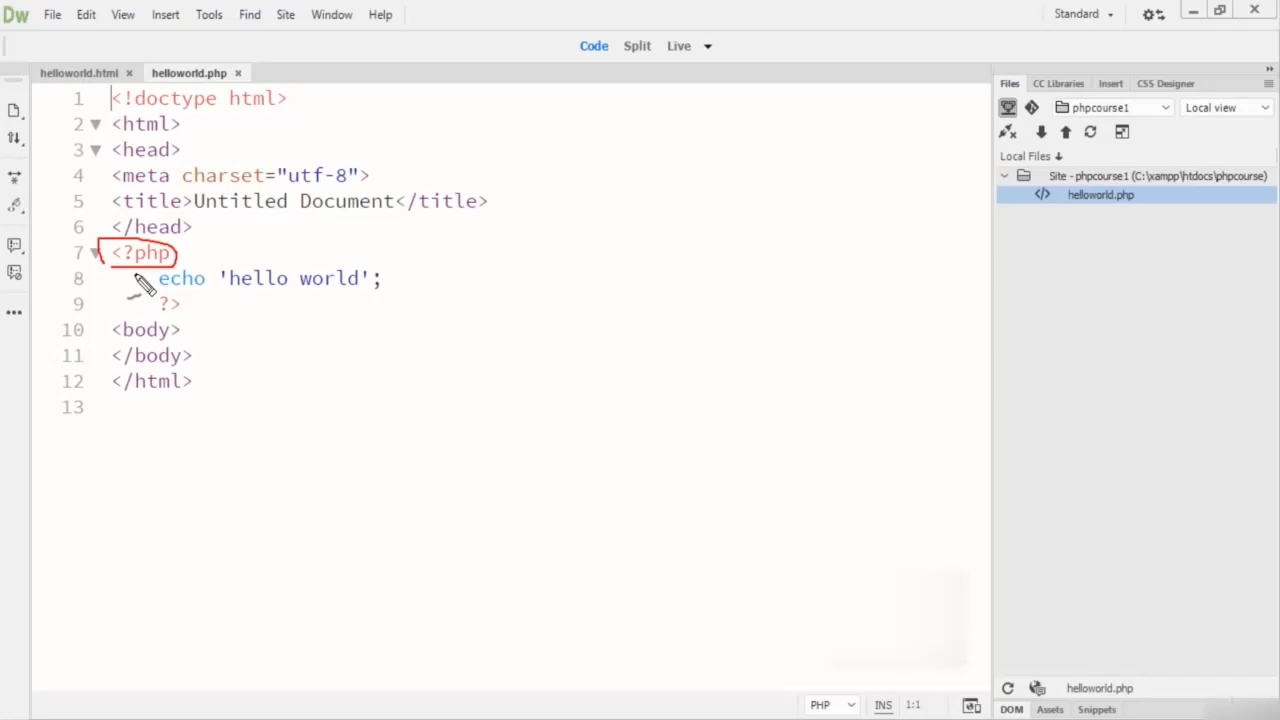 Dw File Edit View Insert Tools Find Site Window Help Standard
Code Split Live
helloworld.html helloworld.php
Files CC Libraries Insert CSS Designer
1 <!doctype html>
2 <html>
3 <head>
4 <meta charset="utf-8">
5 <title>Untitled Document</title>
6 </head>
7 <?php
8 echo 'hello world';
9 ?>
10 <body>
11 </body>
12 </html>
13
phpcourse1 Local view
Local Files
Site - phpcourse1 (C:\xampp\htdocs\phpcourse)
helloworld.php
PHP INS 1:1
helloworld.php
DOM Assets Snippets